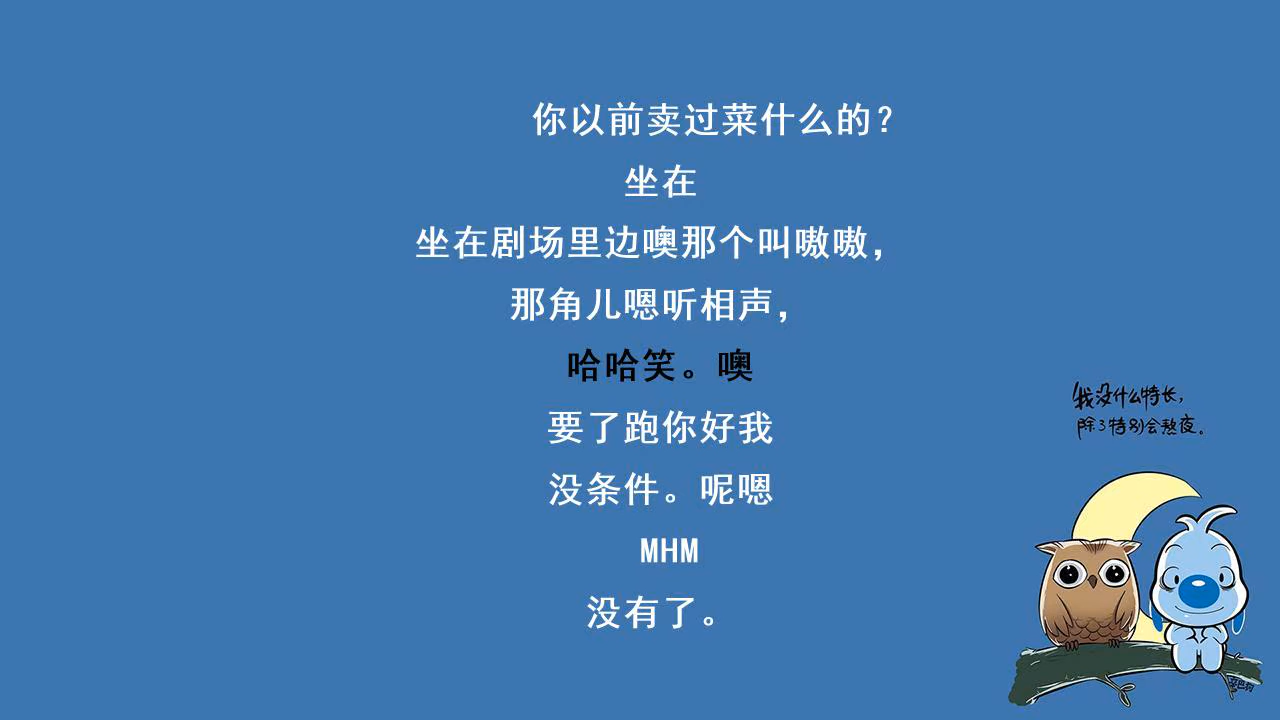 你以前卖过菜什么的？
坐在
坐在剧场里边噢那个叫嗷嗷，
那角儿嗯听相声，
哈哈笑。噢
要了跑你好我
没条件。呢嗯
MHM
没有了。
我没什么特长，
除了特别会熬夜。